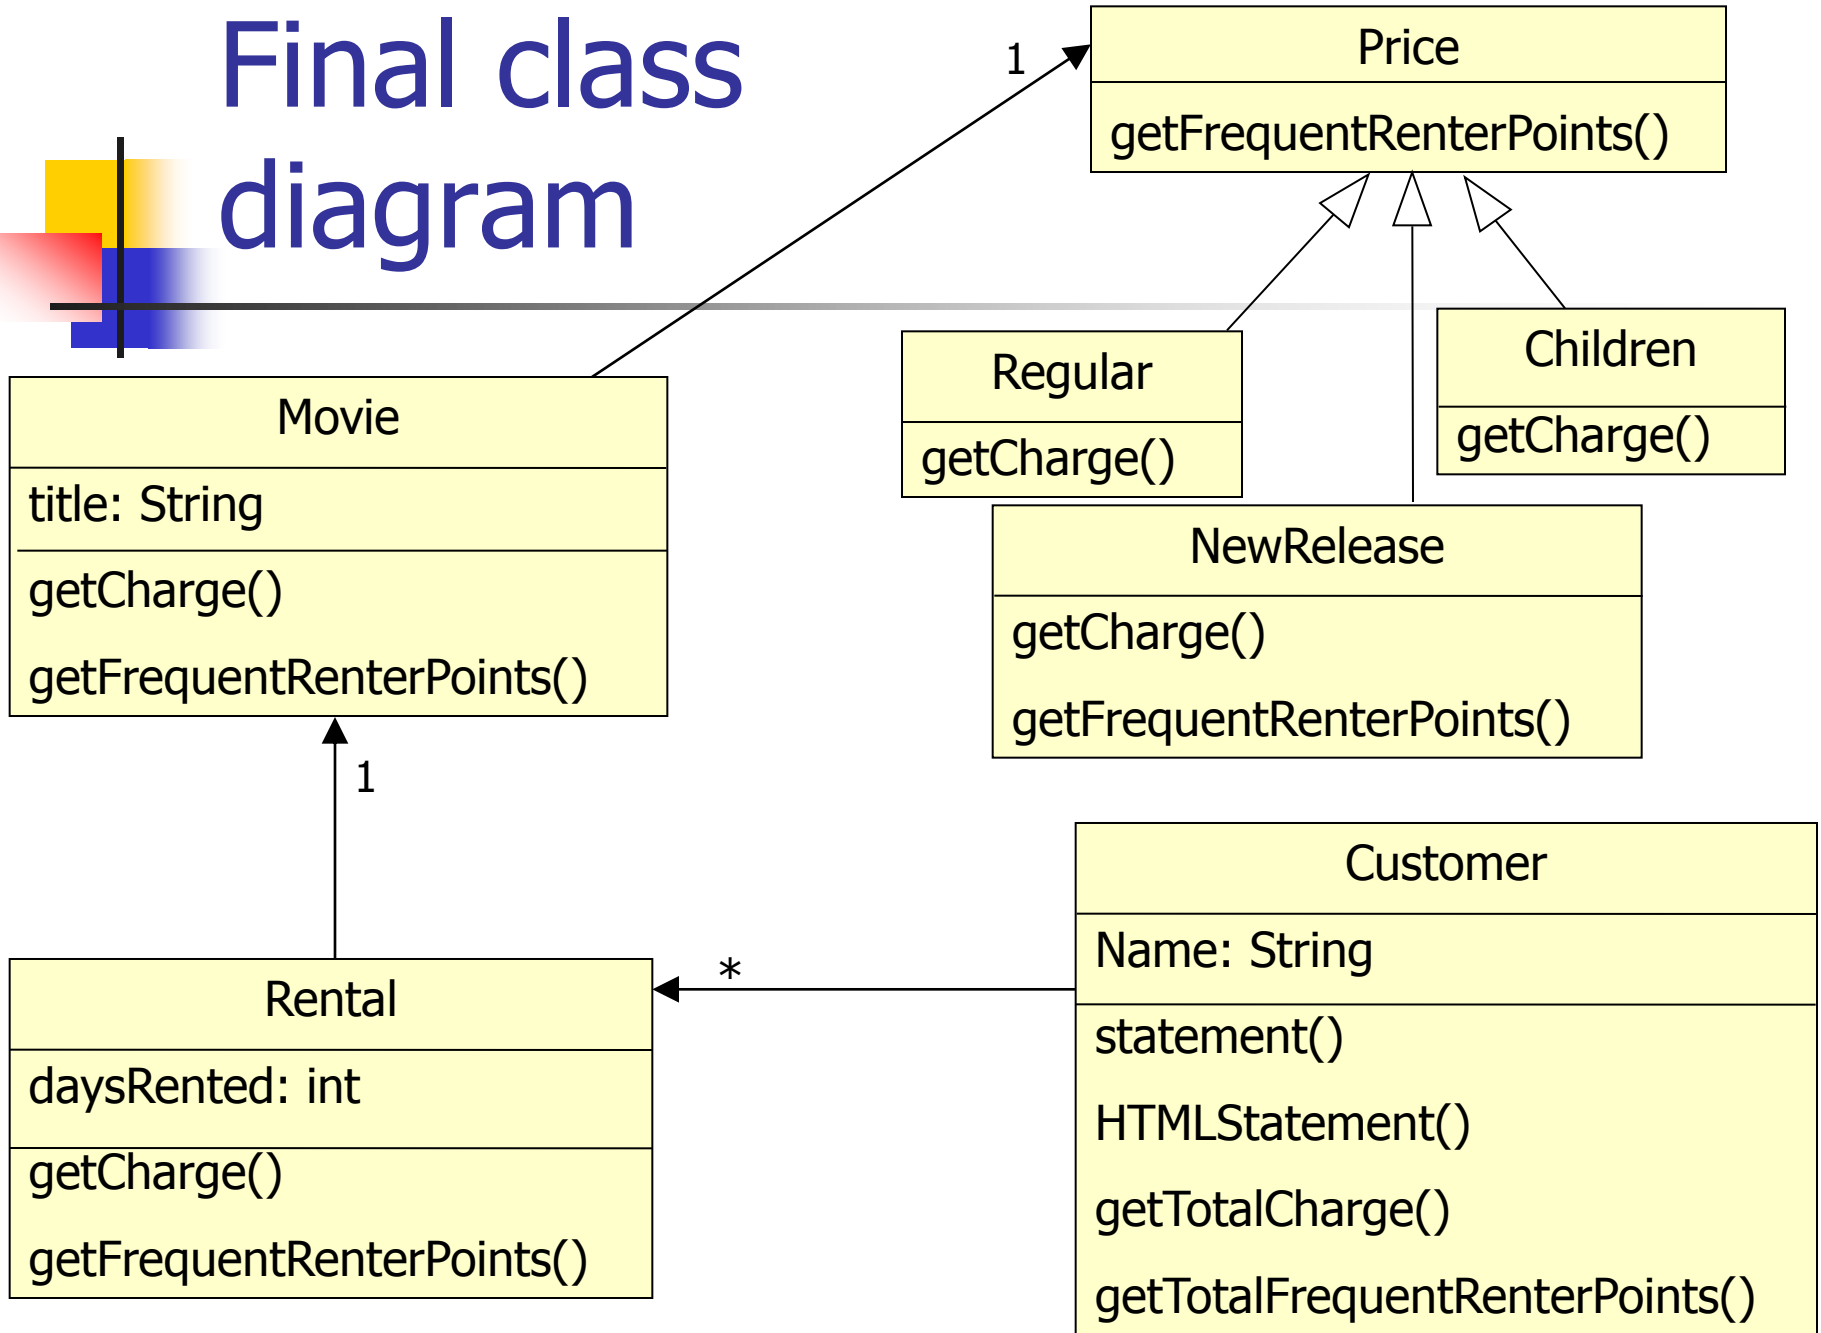 Final class
diagram
1
Price
getFrequentRenterPoints()
Regular
getCharge()
Children
getCharge()
NewRelease
getCharge()
getFrequentRenterPoints()
Movie
title: String
getCharge()
getFrequentRenterPoints()
1
Rental
daysRented: int
getCharge()
getFrequentRenterPoints()
*
Customer
Name: String
statement()
HTMLStatement()
getTotalCharge()
getTotalFrequentRenterPoints()